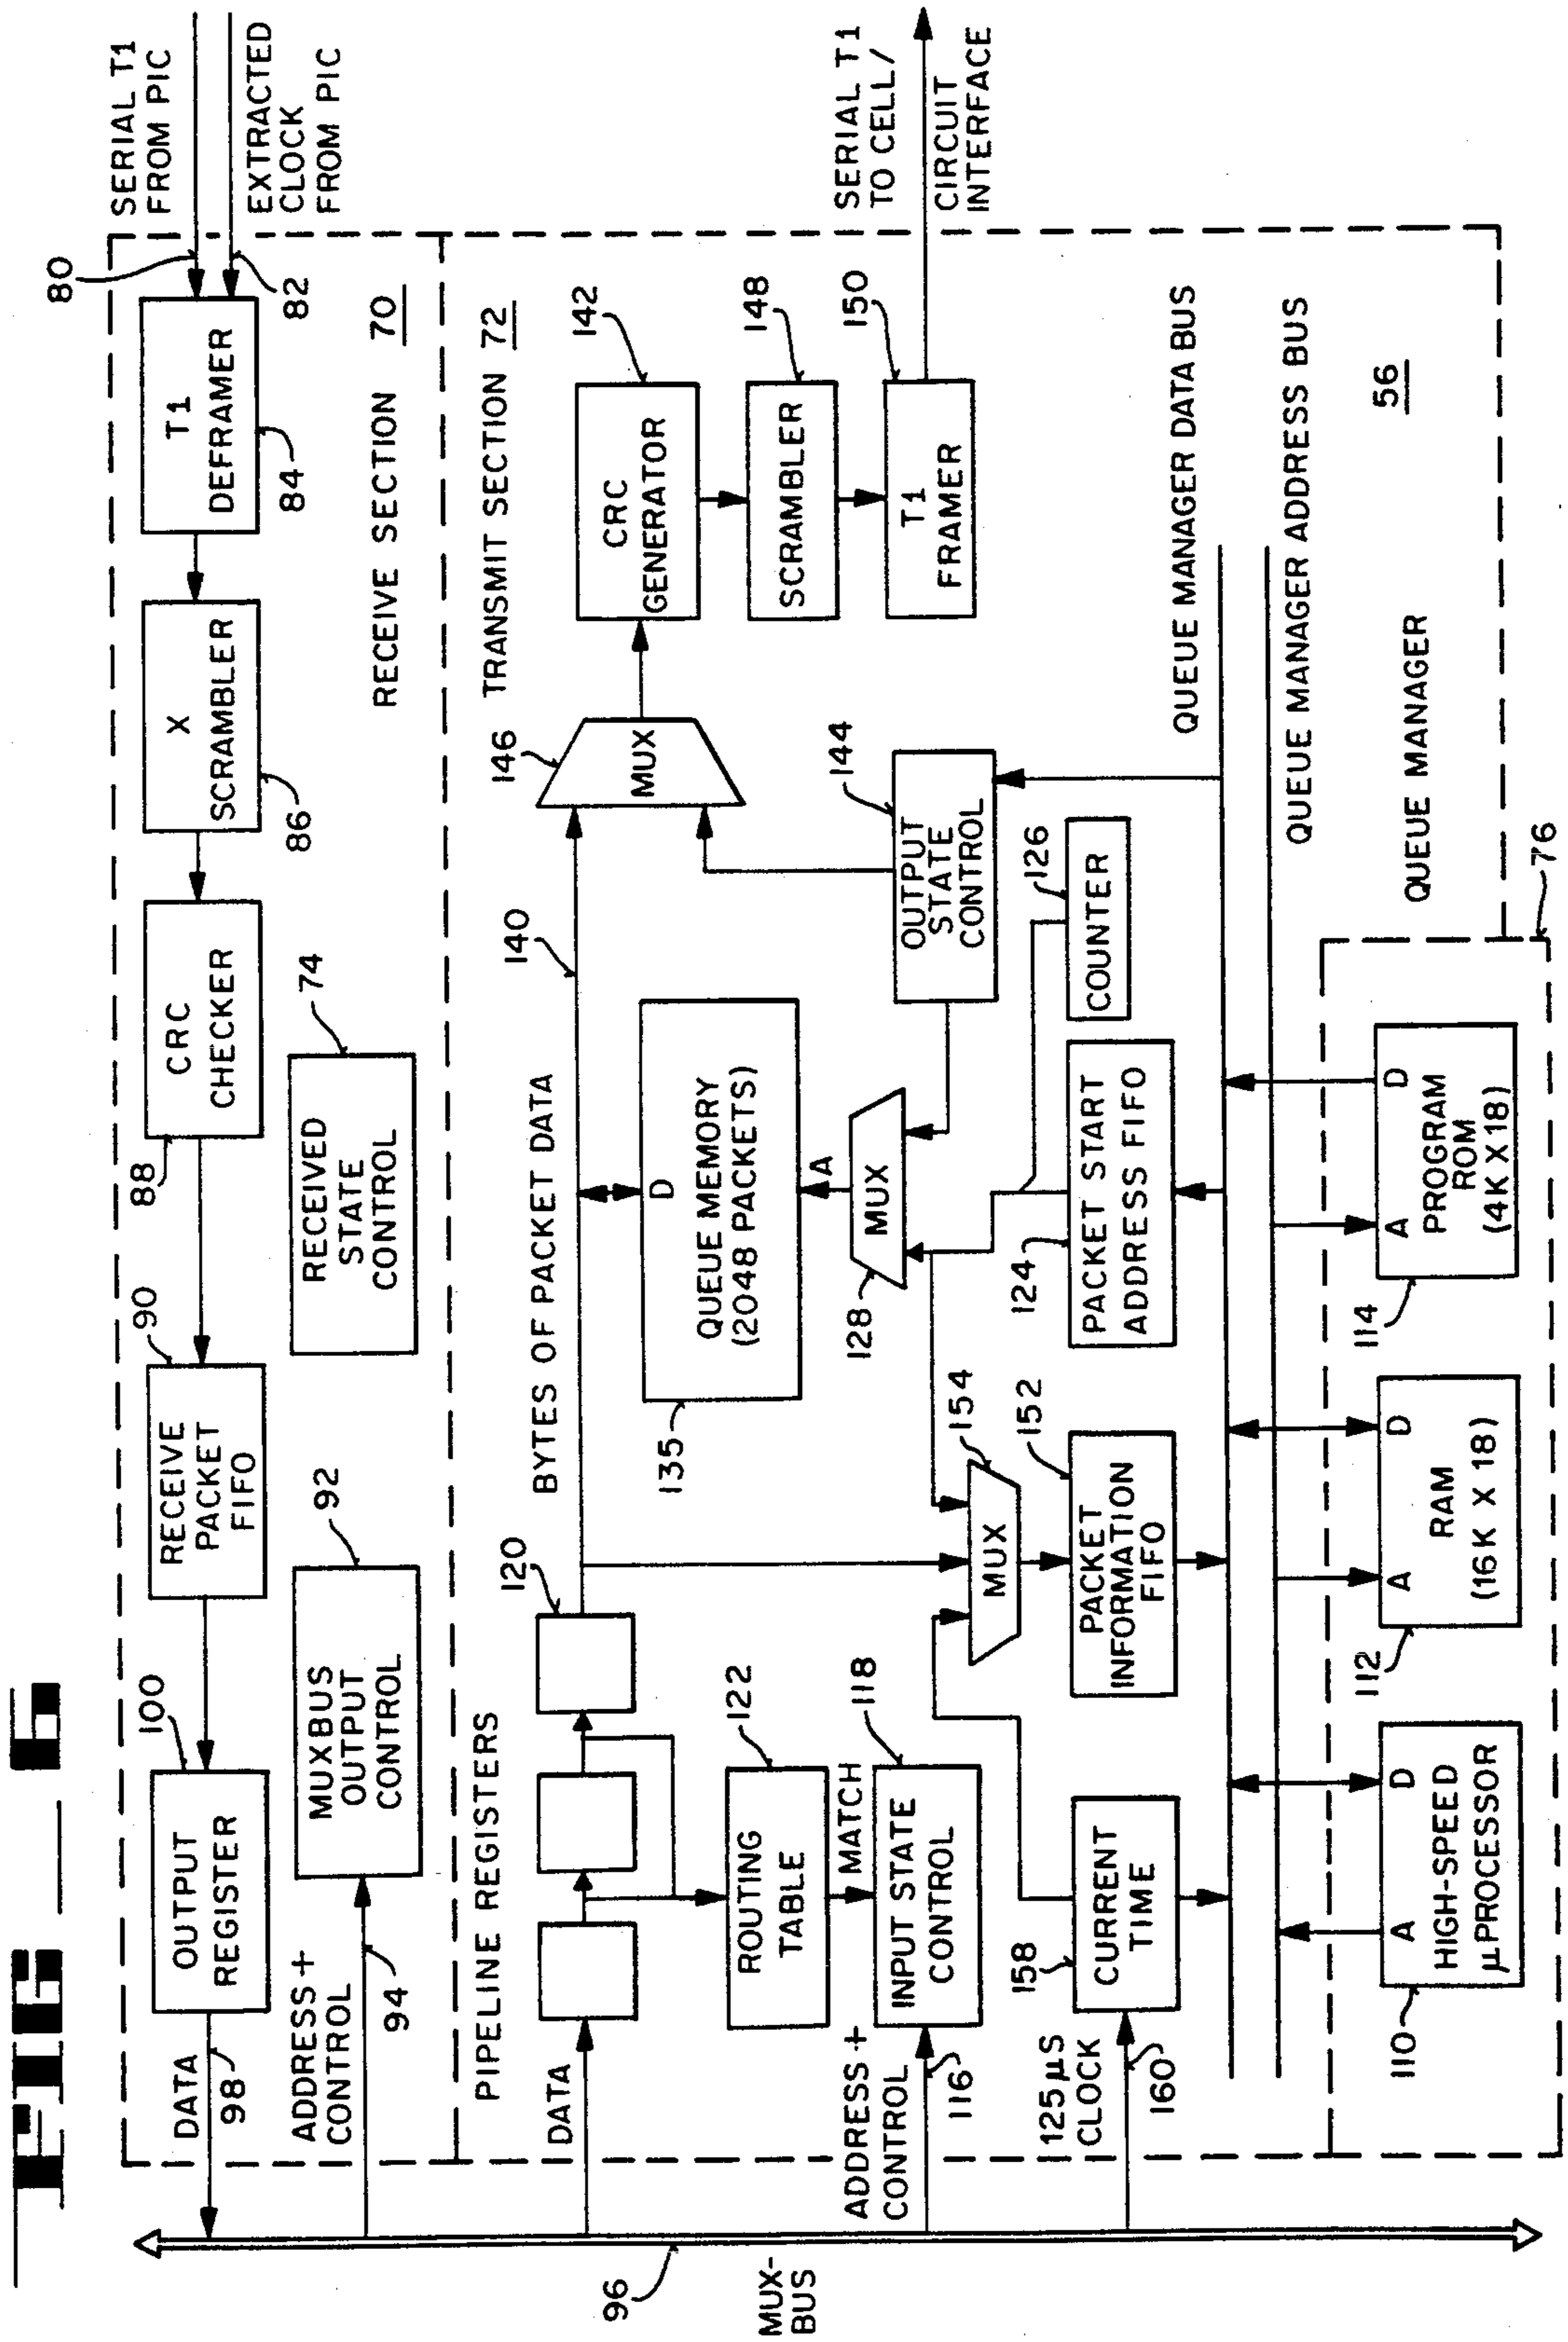 FIG__6
SERIAL T1
FROM PIC
EXTRACTED
CLOCK
FROM PIC
80
82
T1
DEFRAMER
84
X
SCRAMBLER
86
CRC
CHECKER
88
RECEIVE
PACKET
FIFO
90
OUTPUT
REGISTER
100
DATA
98
ADDRESS +
CONTROL
94
MUXBUS
OUTPUT
CONTROL
92
RECEIVED
STATE
CONTROL
74
RECEIVE SECTION 70
TRANSMIT SECTION 72
PIPELINE REGISTERS
120
BYTES OF PACKET DATA
140
DATA
146
MUX
CRC
GENERATOR
142
SCRAMBLER
148
T1
FRAMER
150
SERIAL T1
TO CELL/
CIRCUIT
INTERFACE
ROUTING
TABLE
122
MATCH
INPUT STATE
CONTROL
118
ADDRESS +
CONTROL
116
QUEUE MEMORY
(2048 PACKETS)
D
A
135
MUX
128
OUTPUT
STATE
CONTROL
144
MUX
154
COUNTER
126
PACKET START
ADDRESS FIFO
124
PACKET
INFORMATION
FIFO
152
CURRENT
TIME
158
125µS
CLOCK
160
QUEUE MANAGER DATA BUS
QUEUE MANAGER ADDRESS BUS
QUEUE MANAGER
56
76
A D
HIGH-SPEED
µPROCESSOR
110
A D
RAM
(16K X 18)
112
A D
PROGRAM
ROM
(4K X 18)
114
96
MUX-
BUS